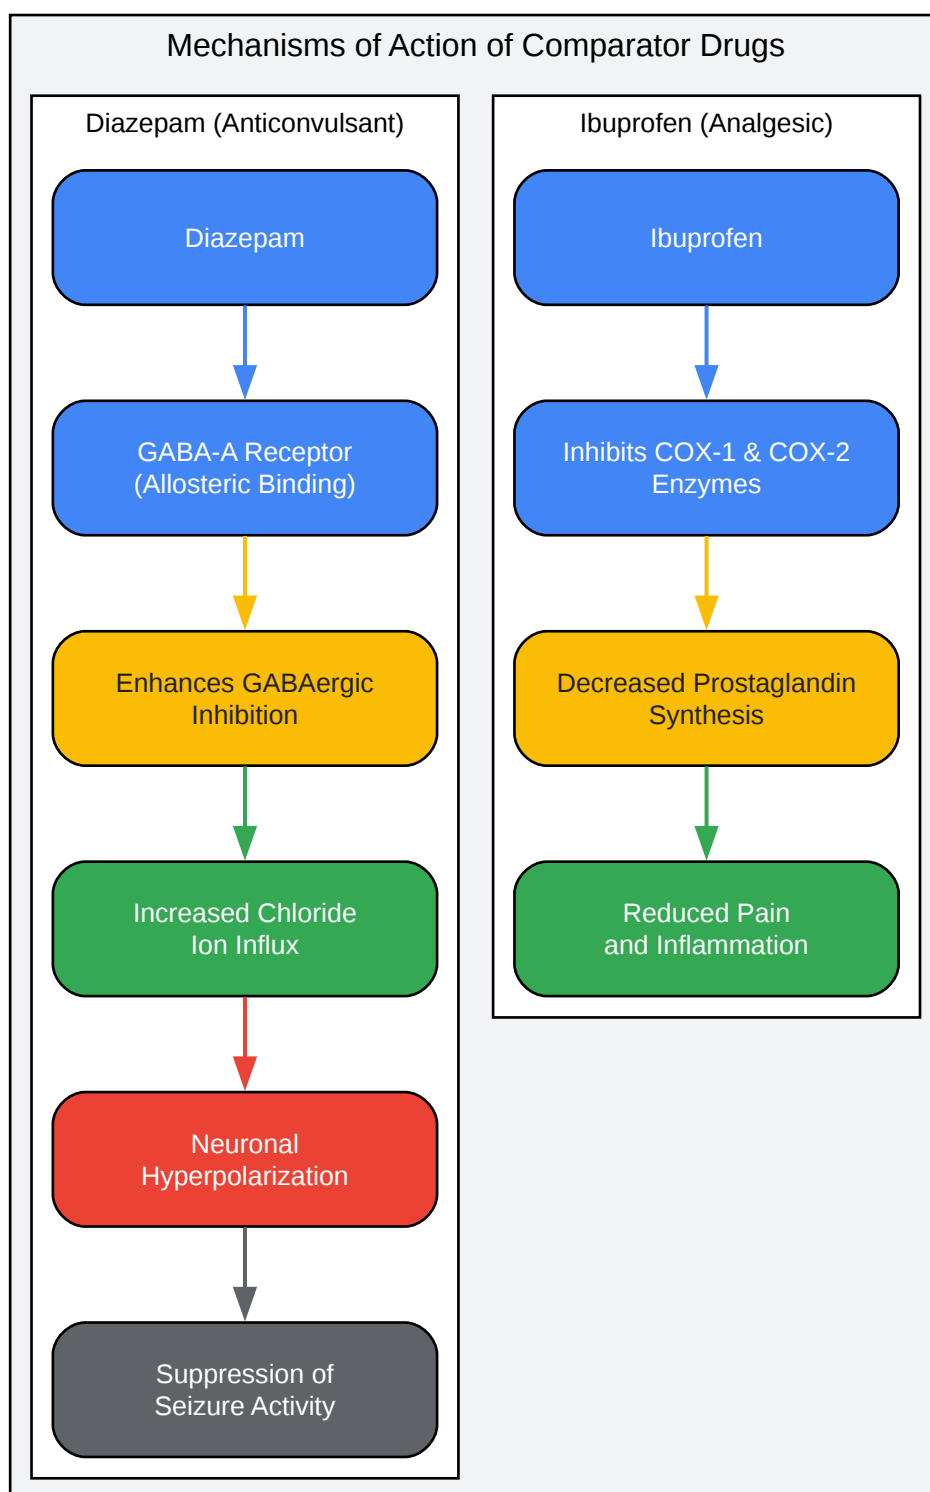 Mechanisms of Action of Comparator Drugs
Diazepam (Anticonvulsant)
Diazepam
GABA-A Receptor
(Allosteric Binding)
Enhances GABAergic
Inhibition
Increased Chloride
Ion Influx
Neuronal
Hyperpolarization
Suppression of
Seizure Activity
Ibuprofen (Analgesic)
Ibuprofen
Inhibits COX-1 & COX-2
Enzymes
Decreased Prostaglandin
Synthesis
Reduced Pain
and Inflammation